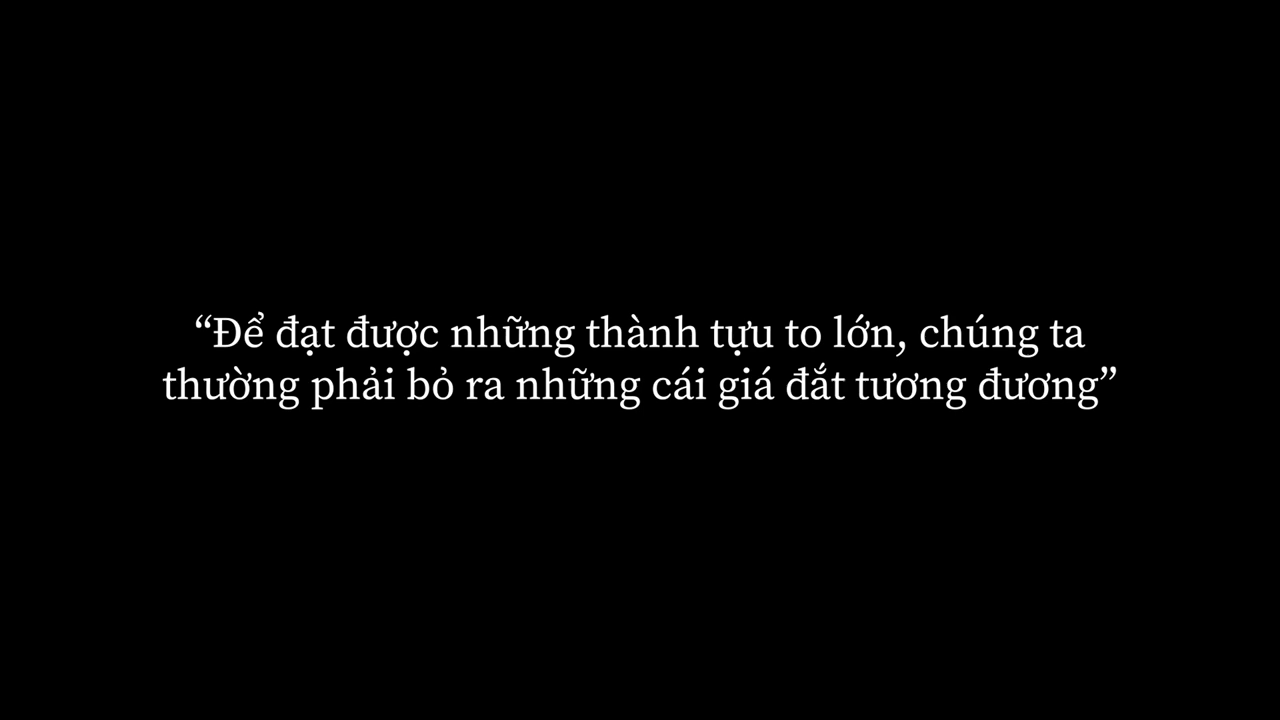 “Để đạt được những thành tựu to lớn, chúng ta
thường phải bỏ ra những cái giá đắt tương đương”